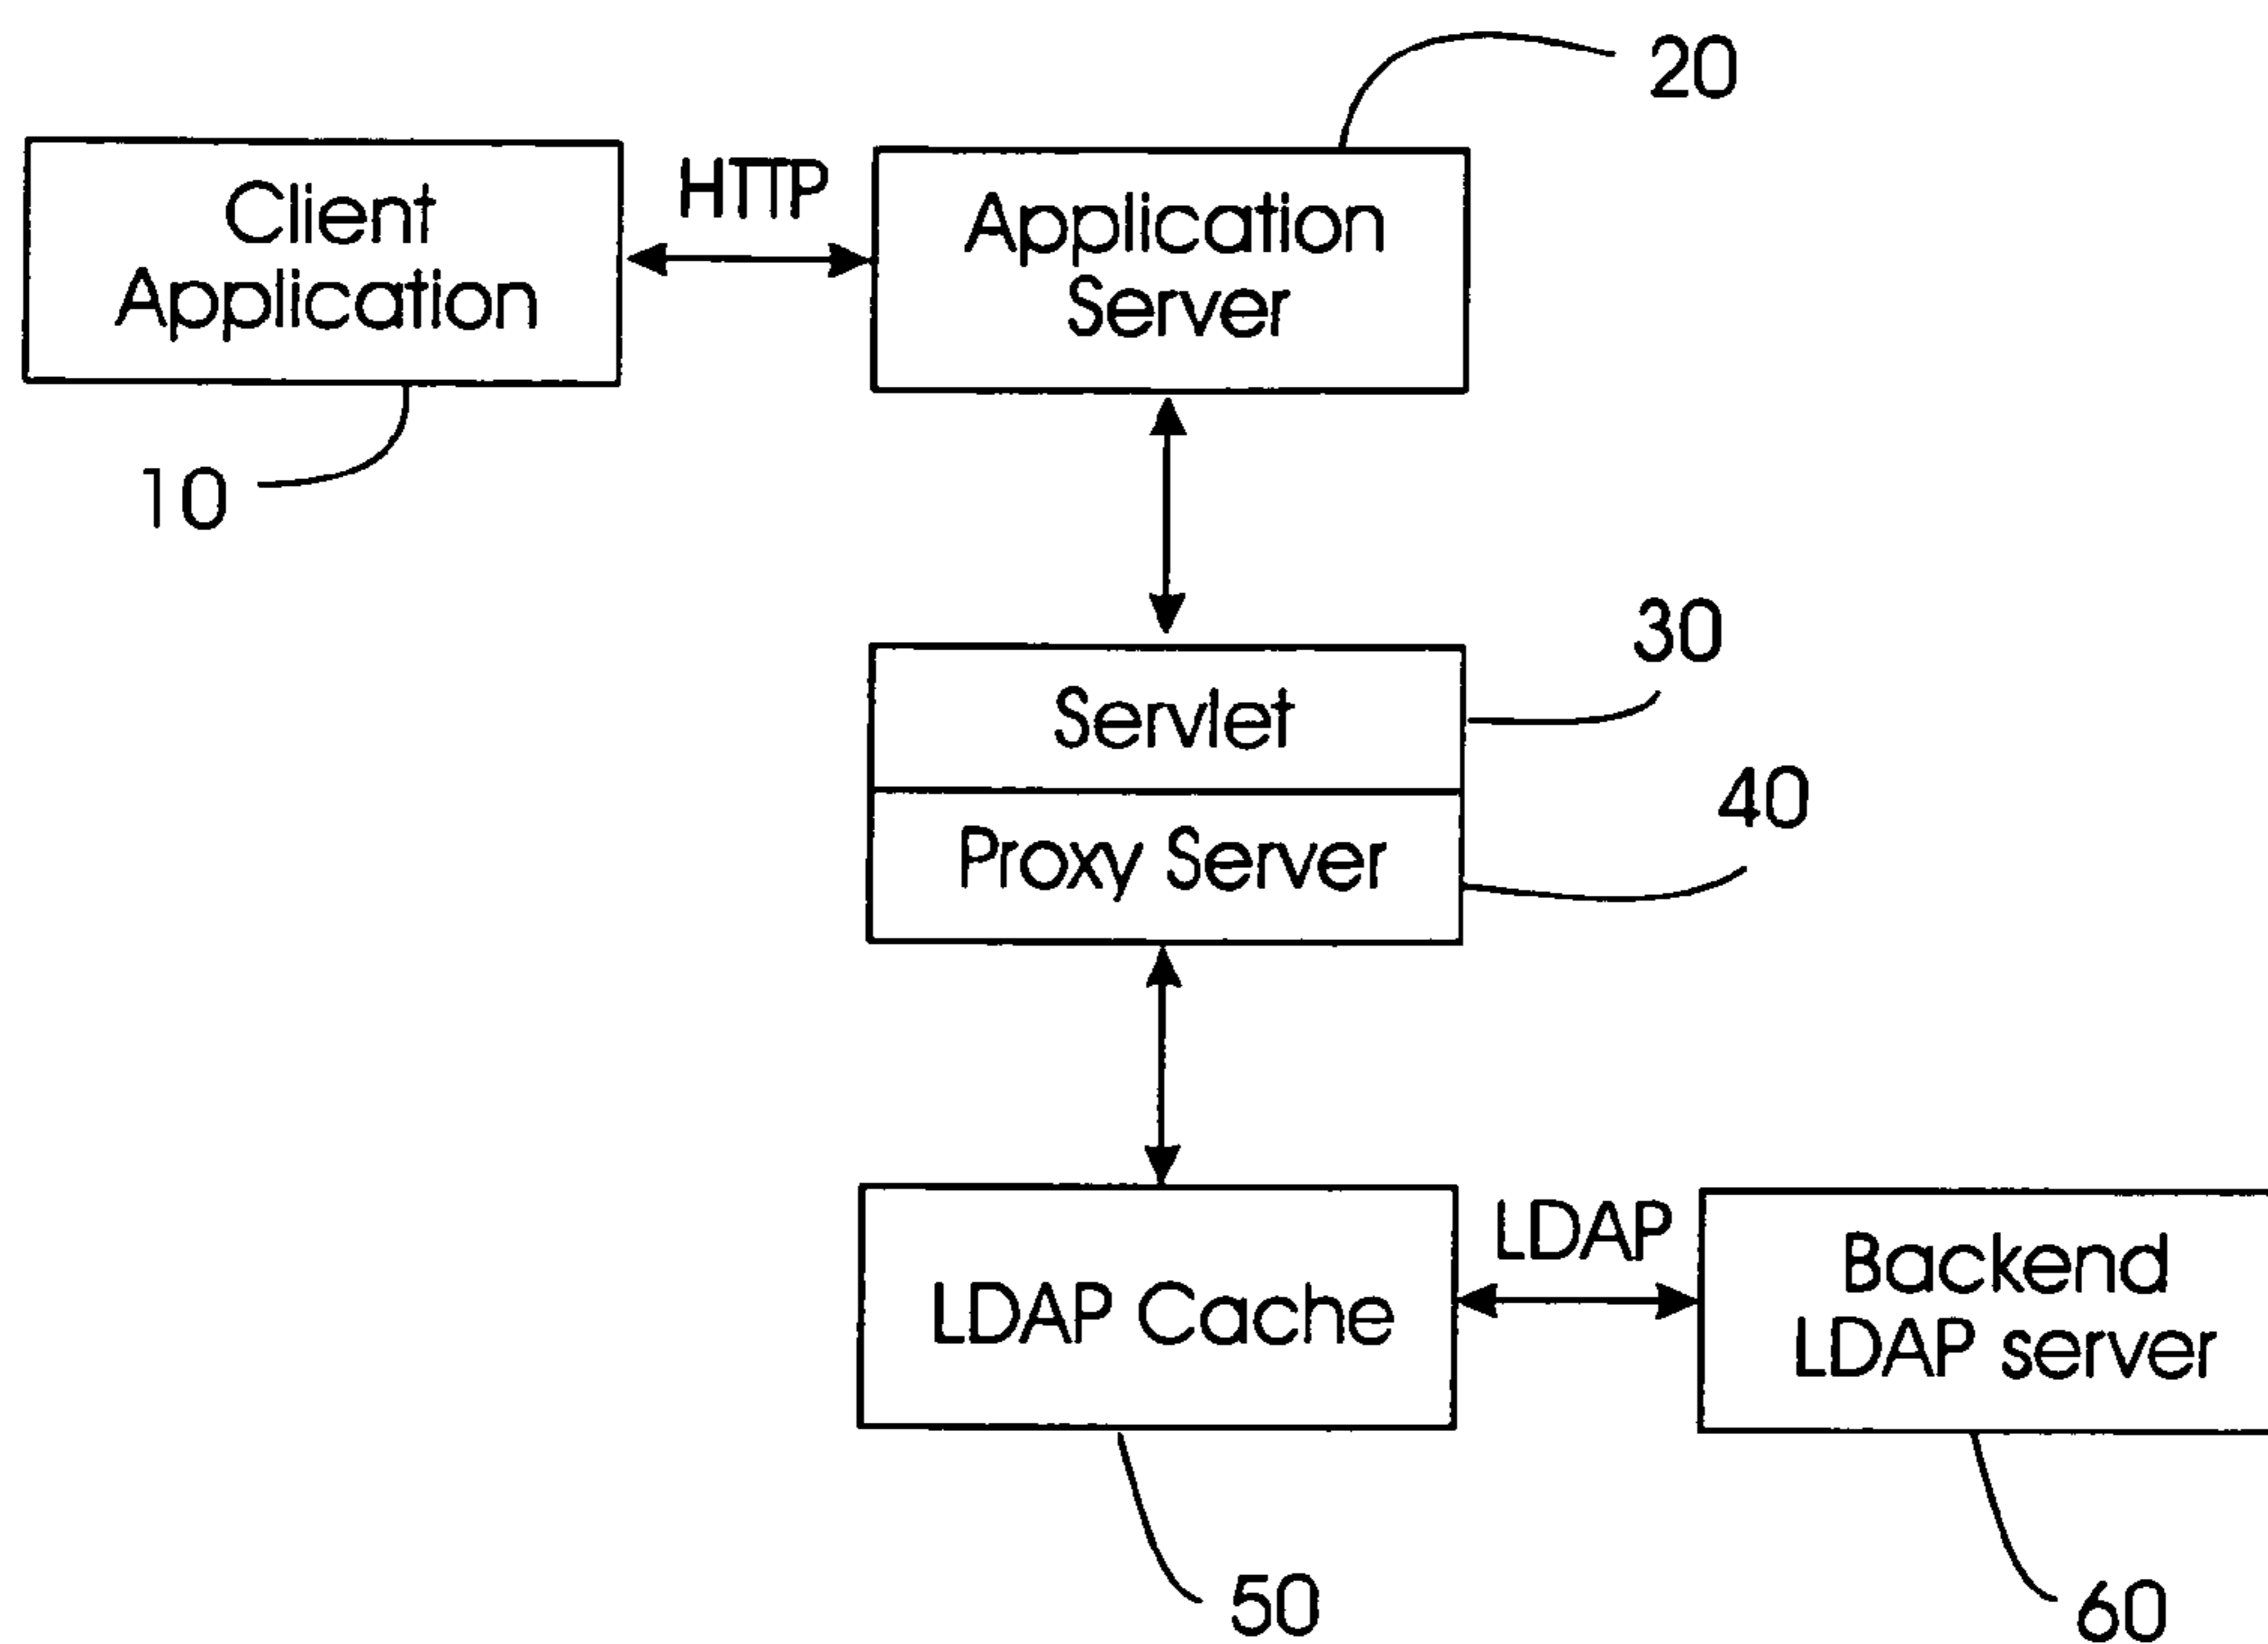 20
Client
Application
HTTP
Application
Server
10
30
Servlet
40
Proxy Server
LDAP Cache
LDAP
Backend
LDAP server
50
60